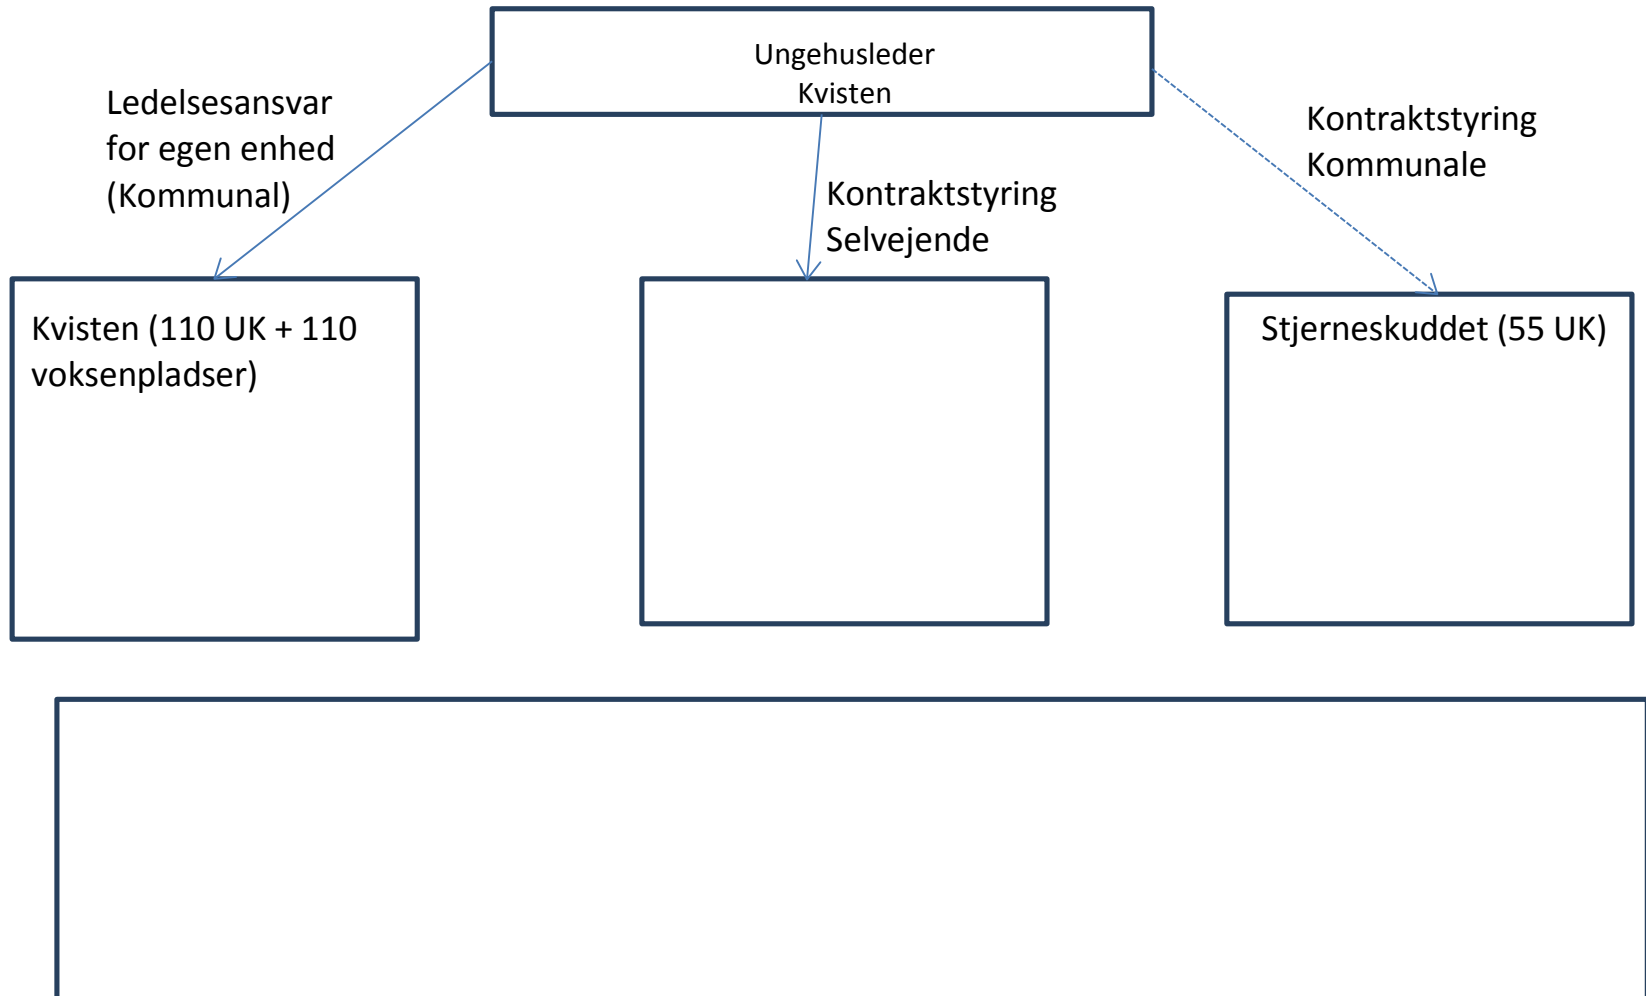 Ungehusleder
Kvisten
Ledelsesansvar
for egen enhed
(Kommunal)
Kontraktstyring
Selvejende
Kontraktstyring
Kommunale
Kvisten (110 UK + 110
voksenpladser)
Stjerneskuddet (55 UK)